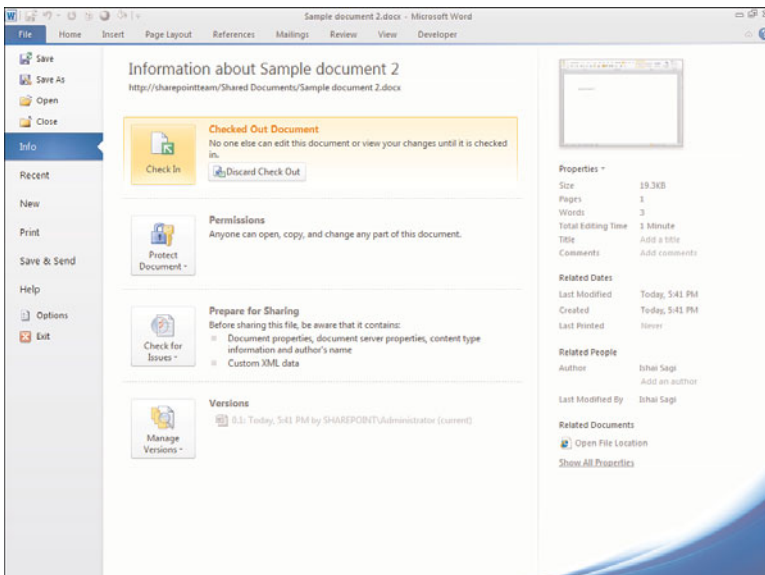 Sample document 2.docx - Microsoft Word
File Home Insert Page Layout References Mailings Review View Developer
Save
Save As
Open
Close
Info
Recent
New
Print
Save & Send
Help
Options
Exit
Information about Sample document 2
http://sharepointteam/Shared Documents/Sample document 2.docx
Check In
Checked Out Document
No one else can edit this document or view your changes until it is checked
in.
Discard Check Out
Protect
Document
Permissions
Anyone can open, copy, and change any part of this document.
Check for
Issues
Prepare for Sharing
Before sharing this file, be aware that it contains:
Document properties, document server properties, content type
information and author's name
Custom XML data
Manage
Versions
Versions
0.1: Today, 5:41 PM by SHAREPOINT\Administrator (current)
Properties
Size 19.3KB
Pages 1
Words 3
Total Editing Time 1 Minute
Title Add a title
Comments Add comments
Related Dates
Last Modified Today, 5:41 PM
Created Today, 5:41 PM
Last Printed Never
Related People
Author Ishai Sagi
Add an author
Last Modified By Ishai Sagi
Related Documents
Open File Location
Show All Properties